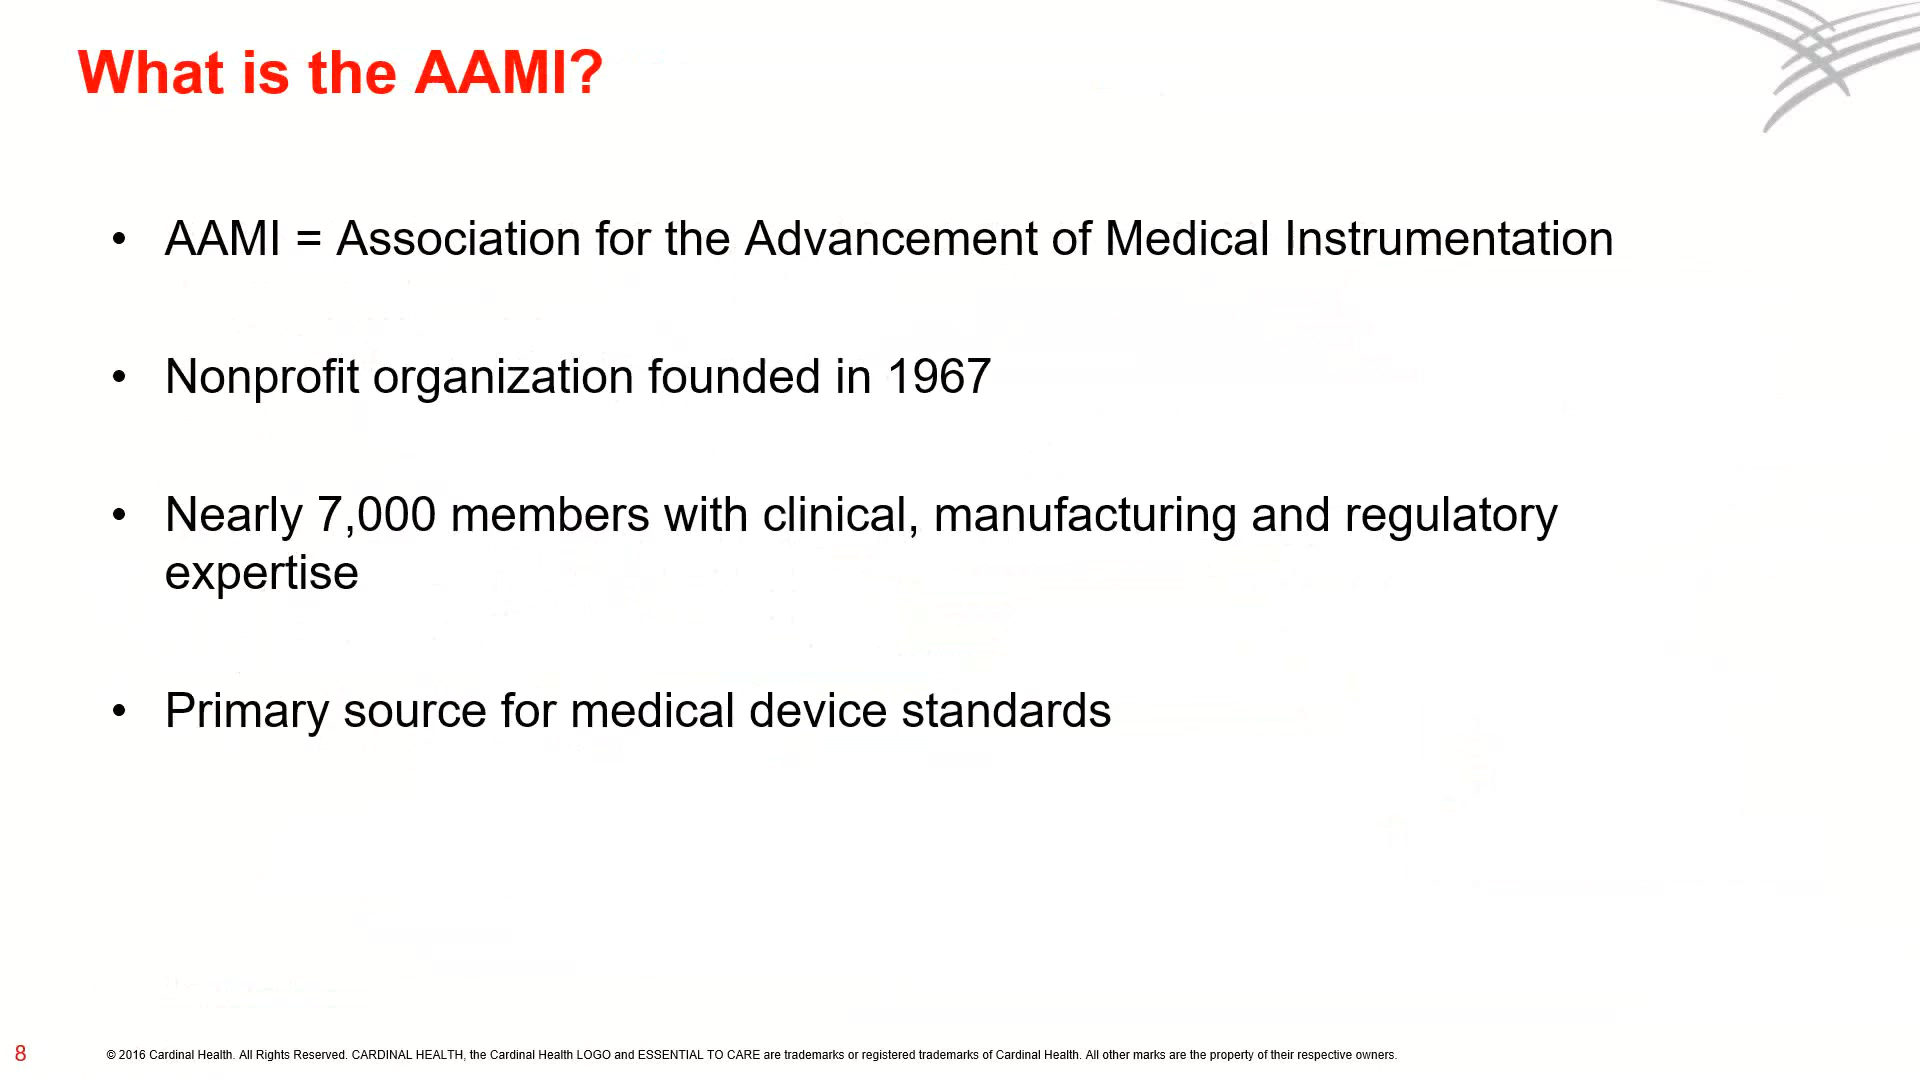 What is the AAMI?
• AAMI = Association for the Advancement of Medical Instrumentation
• Nonprofit organization founded in 1967
• Nearly 7,000 members with clinical, manufacturing and regulatory
expertise
• Primary source for medical device standards
8
© 2016 Cardinal Health. All Rights Reserved. CARDINAL HEALTH, the Cardinal Health LOGO and ESSENTIAL TO CARE are trademarks or registered trademarks of Cardinal Health. All other marks are the property of their respective owners.